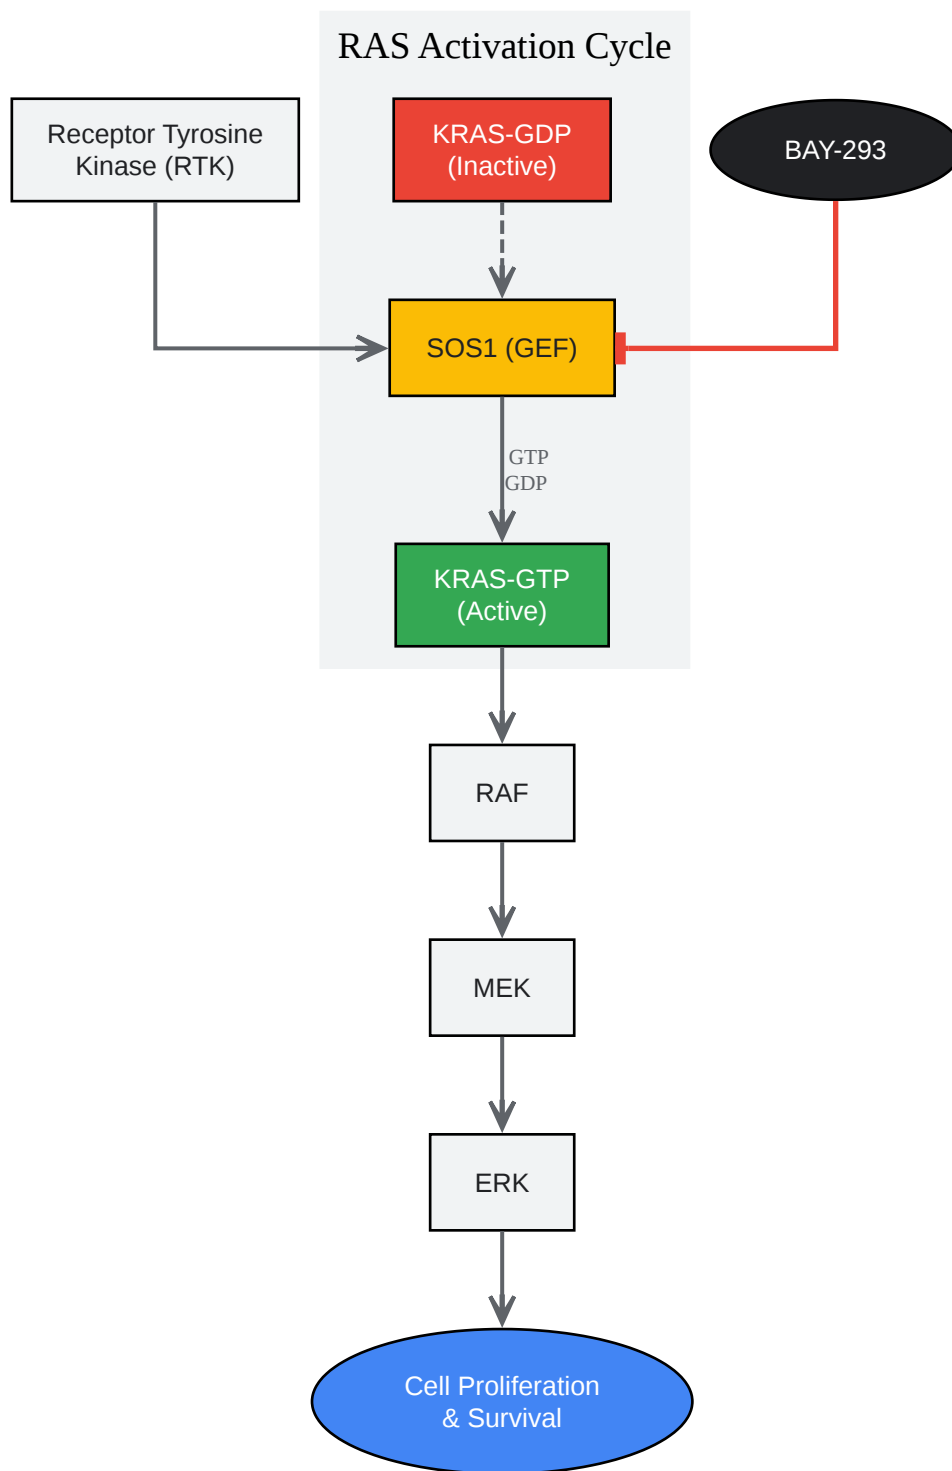 RAS Activation Cycle
Receptor Tyrosine
Kinase (RTK)
KRAS-GDP
(Inactive)
BAY-293
SOS1 (GEF)
GTP
GDP
KRAS-GTP
(Active)
RAF
MEK
ERK
Cell Proliferation
& Survival